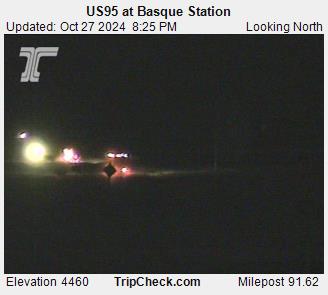 US95 at Basque Station
Updated: Oct 27 2024 8:25 PM Looking North
Elevation 4460 TripCheck.com Milepost 91.62